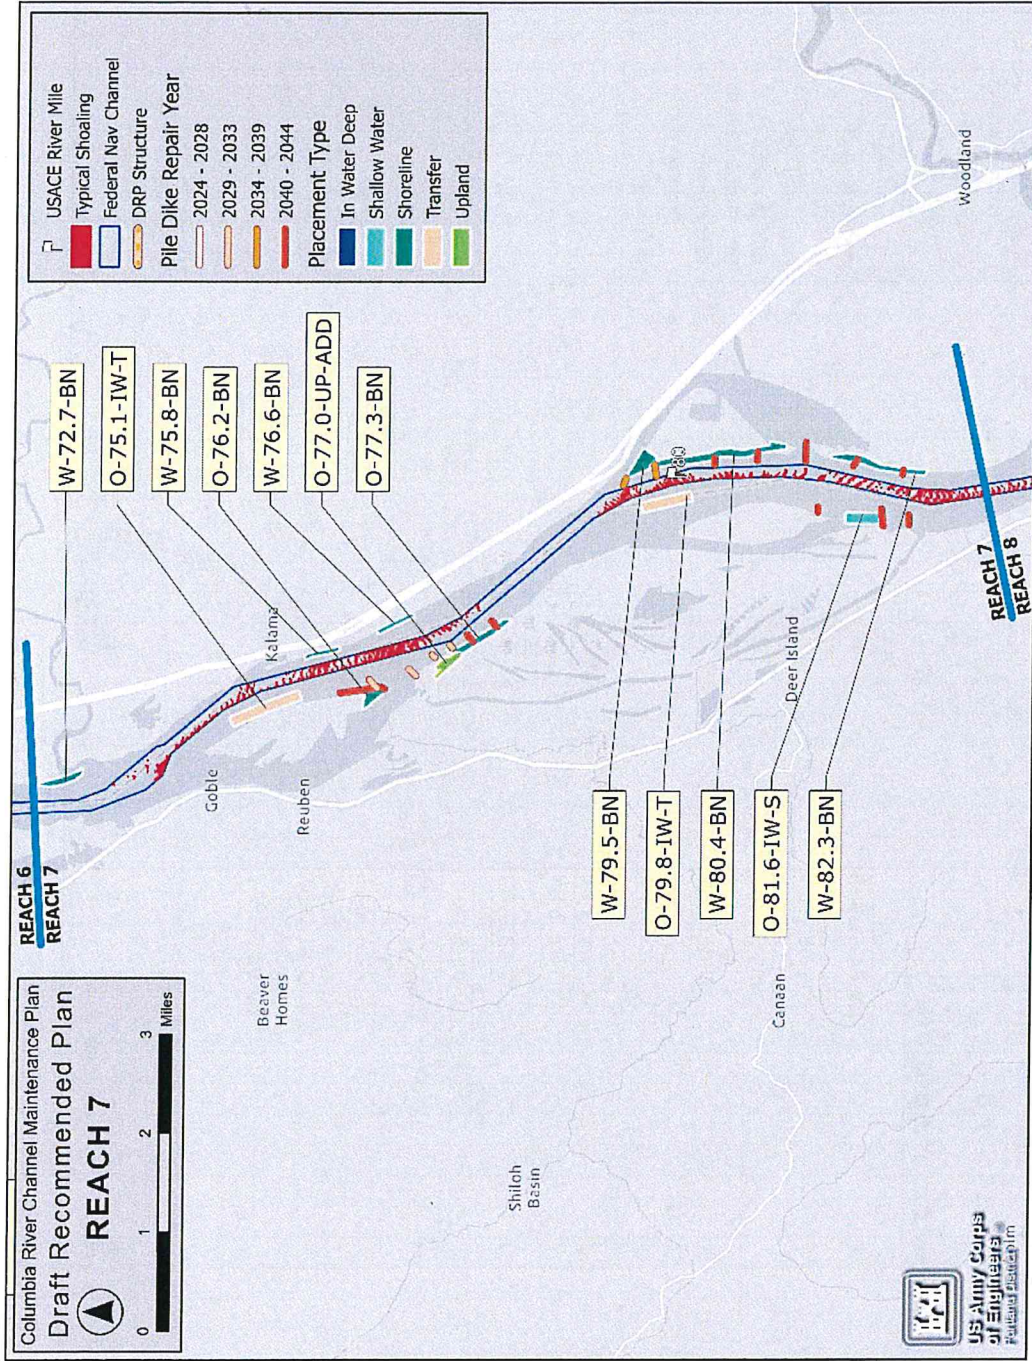 Columbia River Channel Maintenance Plan
Draft Recommended Plan
REACH 7
0 1 2 3
Miles
REACH 6
REACH 7
W-72.7-BN
O-75.1-IW-T
W-75.8-BN
O-76.2-BN
W-76.6-BN
O-77.0-UP-ADD
O-77.3-BN
USACE River Mile
Typical Shoaling
Federal Nav Channel
DRP Structure
Pile Dike Repair Year
2024 - 2028
2029 - 2033
2034 - 2039
2040 - 2044
Placement Type
In Water Deep
Shallow Water
Shoreline
Transfer
Upland
Goble
Kalama
Reuben
Beaver
Homes
Shiloh
Basin
Canaan
Deer Island
Woodland
80
W-79.5-BN
O-79.8-IW-T
W-80.4-BN
O-81.6-IW-S
W-82.3-BN
REACH 7
REACH 8
US Army Corps
of Engineers
Portland District